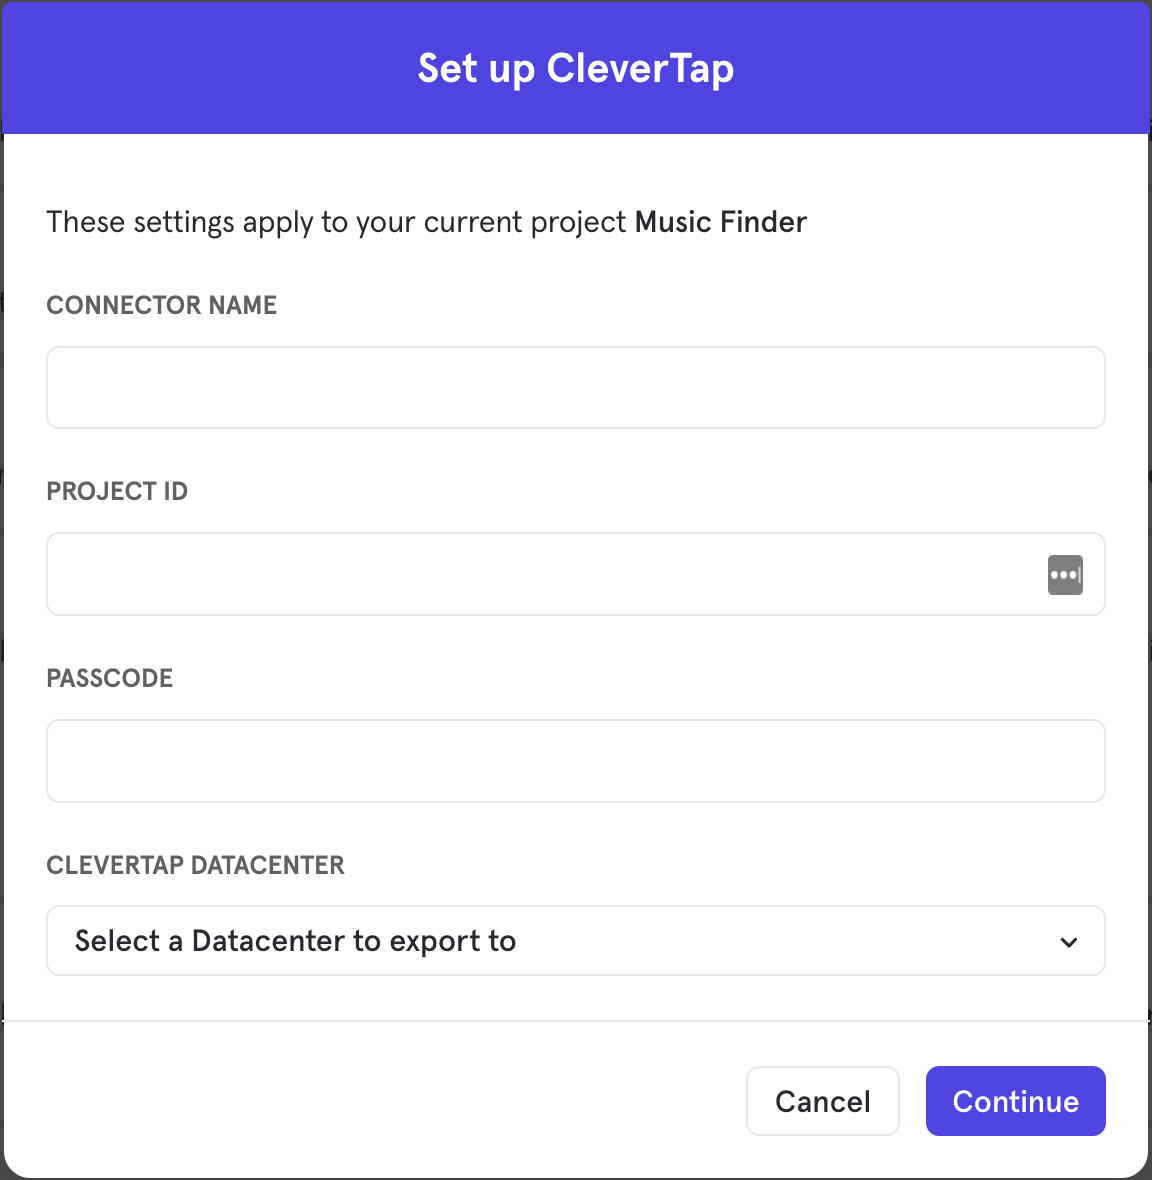 Set up CleverTap
These settings apply to your current project Music Finder
CONNECTOR NAME
PROJECT ID
PASSCODE
CLEVERTAP DATACENTER
Select a Datacenter to export to
Cancel
Continue